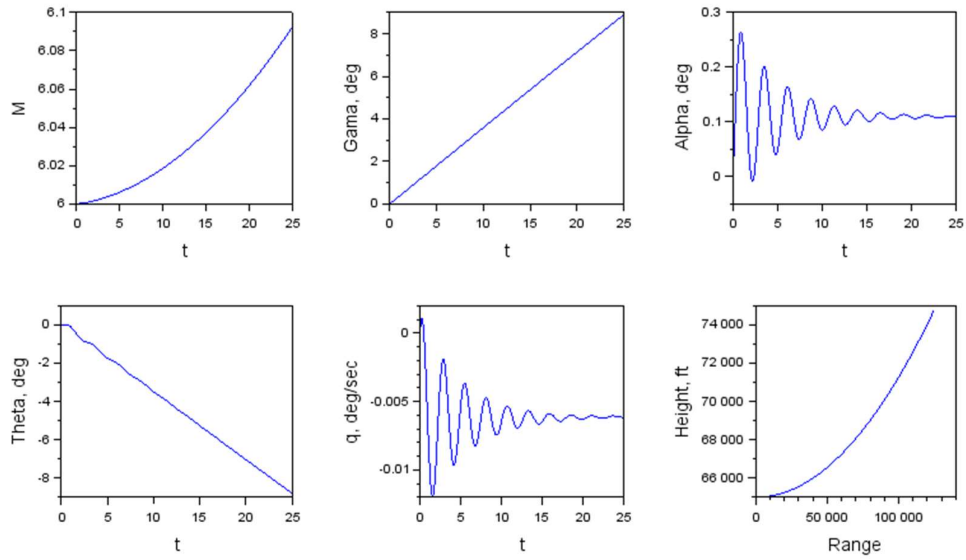 6.1
6.08
6.06
6.04
6.02
6
M
0 5 10 15 20 25
t
8
6
4
2
0
Gama, deg
0 5 10 15 20 25
t
0.3
0.2
0.1
0
Alpha, deg
0 5 10 15 20 25
t
0
-2
-4
-6
-8
Theta, deg
0 5 10 15 20 25
t
0
-0.005
-0.01
q, deg/sec
0 5 10 15 20 25
t
74 000
72 000
70 000
68 000
66 000
Height, ft
0 50 000 100 000
Range